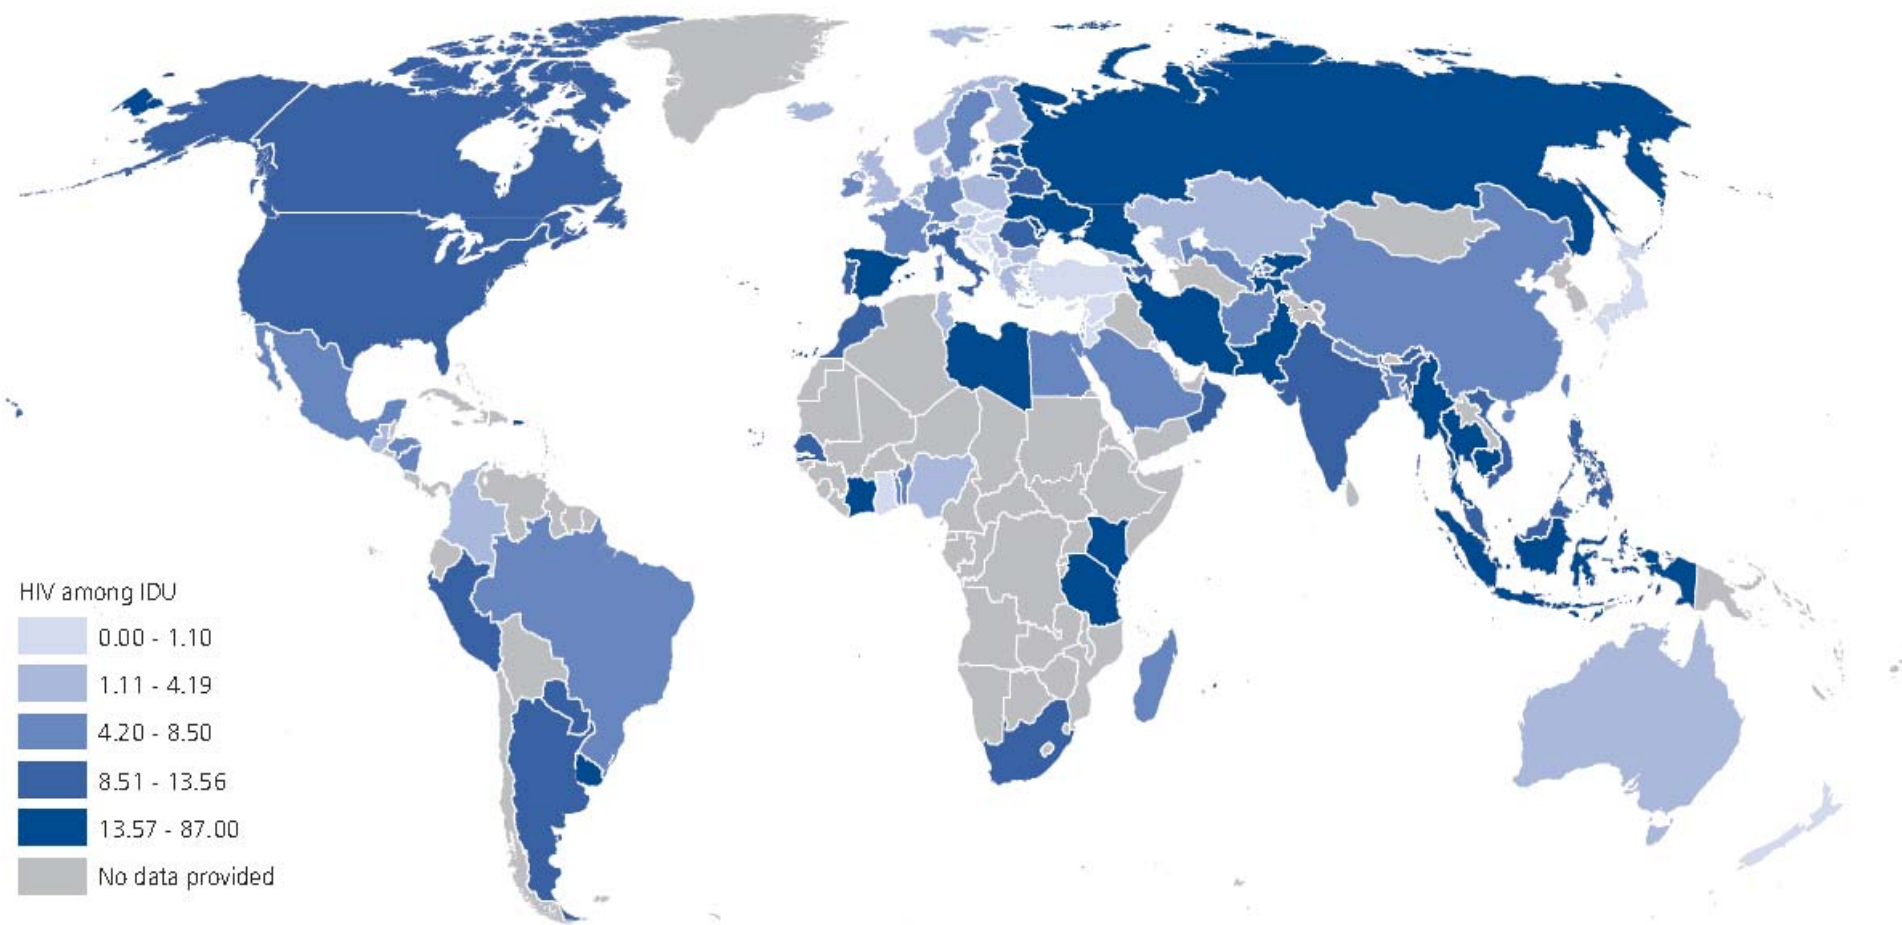 HIV among IDU
0.00 - 1.10
1.11 - 4.19
4.20 - 8.50
8.51 - 13.56
13.57 - 87.00
No data provided